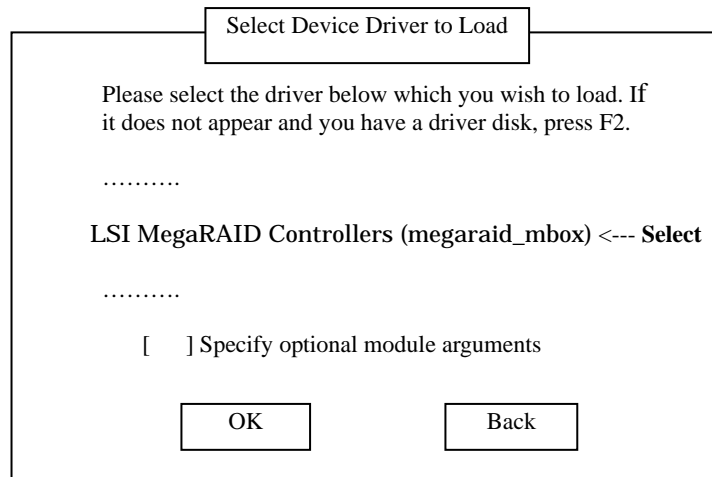 Select Device Driver to Load
Please select the driver below which you wish to load. If
it does not appear and you have a driver disk, press F2.
……….
LSI MegaRAID Controllers (megaraid_mbox) <--- Select
……….
[ ] Specify optional module arguments
OK Back